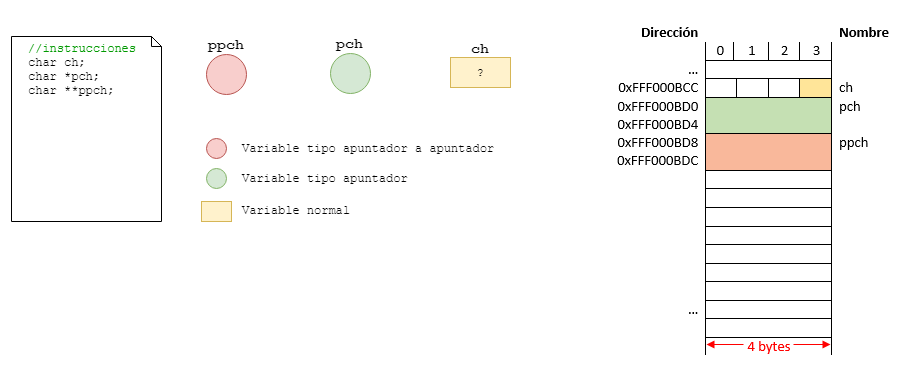 //instrucciones
char ch;
char *pch;
char **ppch;
ppch
pch
ch
?
Variable tipo apuntador a apuntador
Variable tipo apuntador
Variable normal
Dirección
Nombre
0 1 2 3
...
0xFFF000BCC ch
0xFFF000BD0 pch
0xFFF000BD4
0xFFF000BD8 ppch
0xFFF000BDC
...
4 bytes